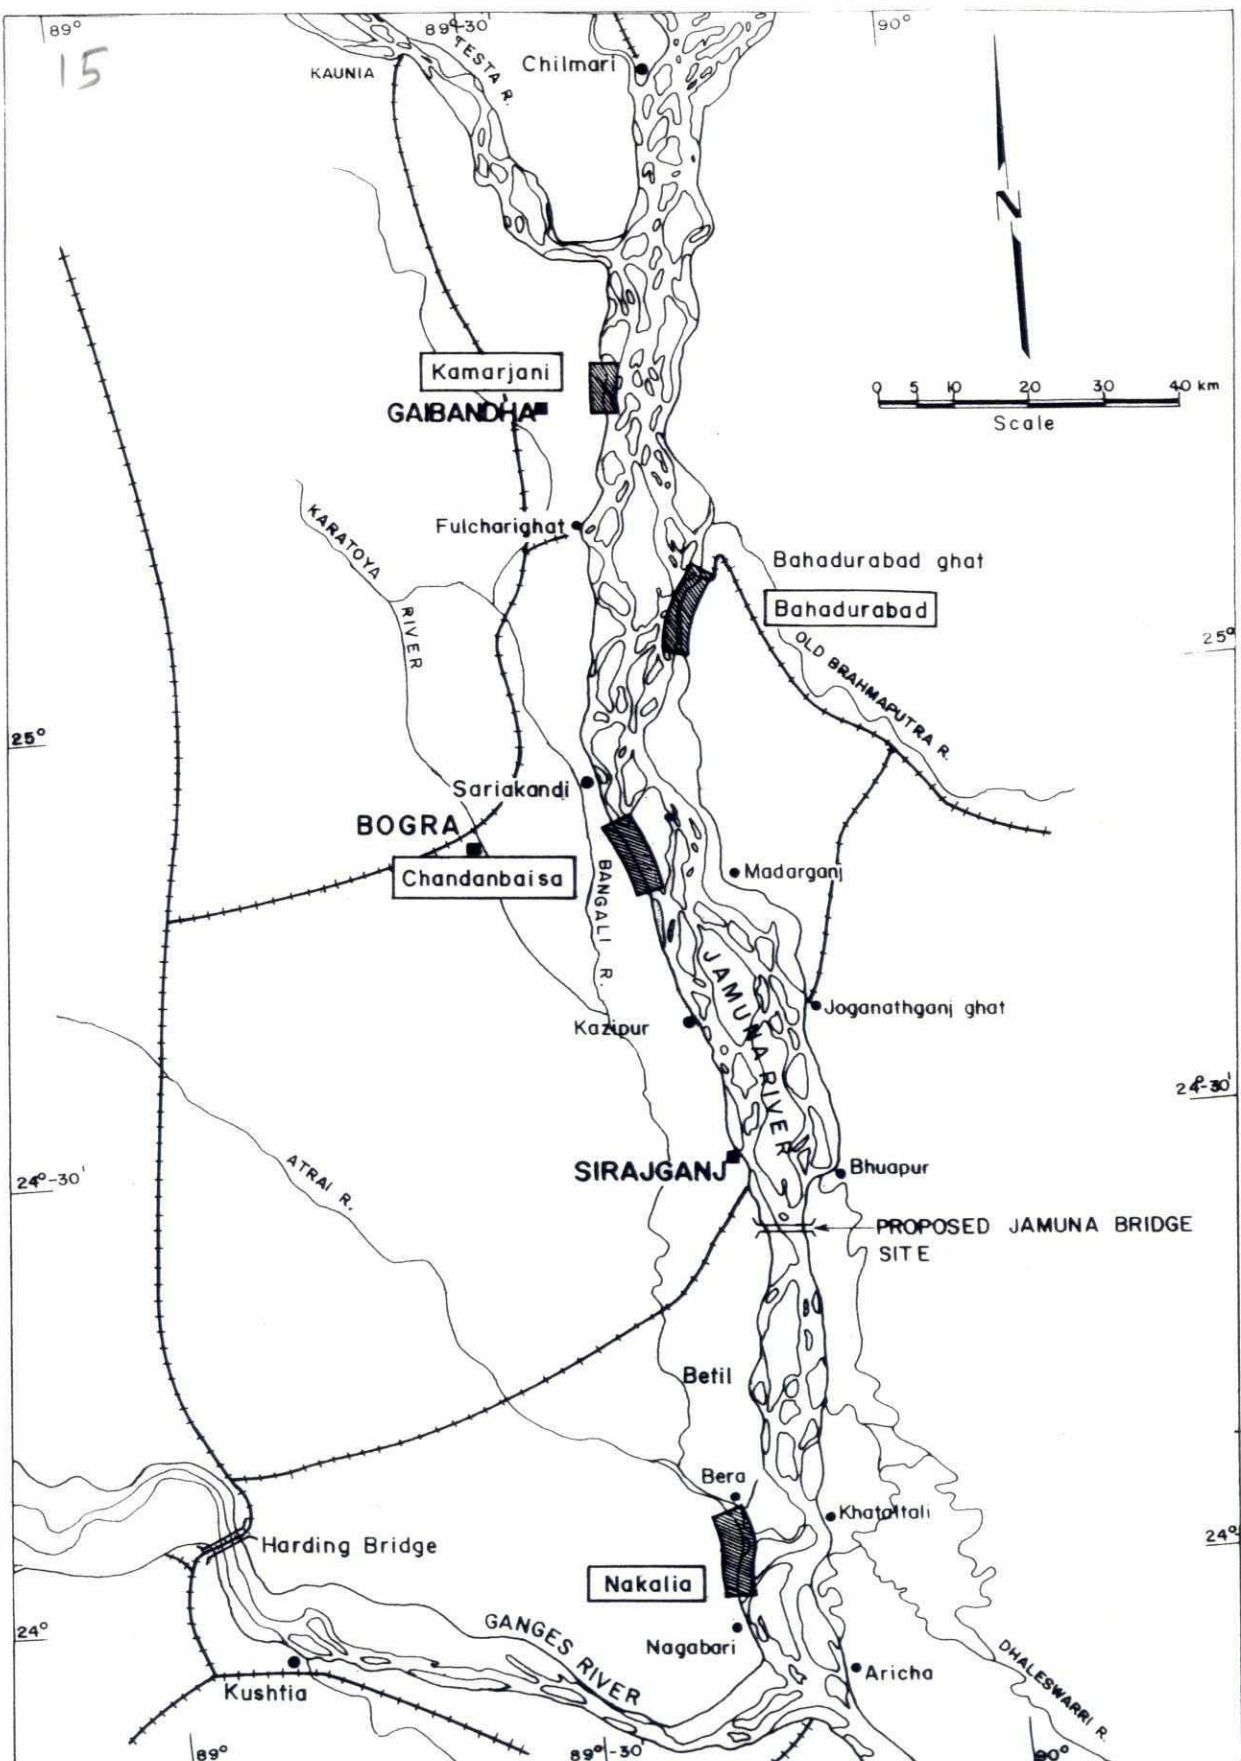 89°
89°-30'
90°
15
TESTA R.
Chilmari
KAUNIA
N
Kamarjani
0 5 10 20 30 40 km
Scale
GAIBANDHA
Fulcharighat
KARATOYA
RIVER
Bahadurabad ghat
Bahadurabad
OLD BRAHMAPUTRA R.
25°
25°
Sariakandi
BOGRA
Chandanbaisa
BANGALI R.
Madarganj
JAMUNA RIVER
Joganathganj ghat
Kazipur
24°-30'
SIRAJGANJ
Bhuapur
24°-30'
ATRAI R.
PROPOSED JAMUNA BRIDGE
SITE
Betil
Bera
Khataltali
24°
Harding Bridge
Nakalia
24°
GANGES RIVER
Nagabari
Aricha
DHALESWARRI R.
Kushtia
89°
89°-30'
90°